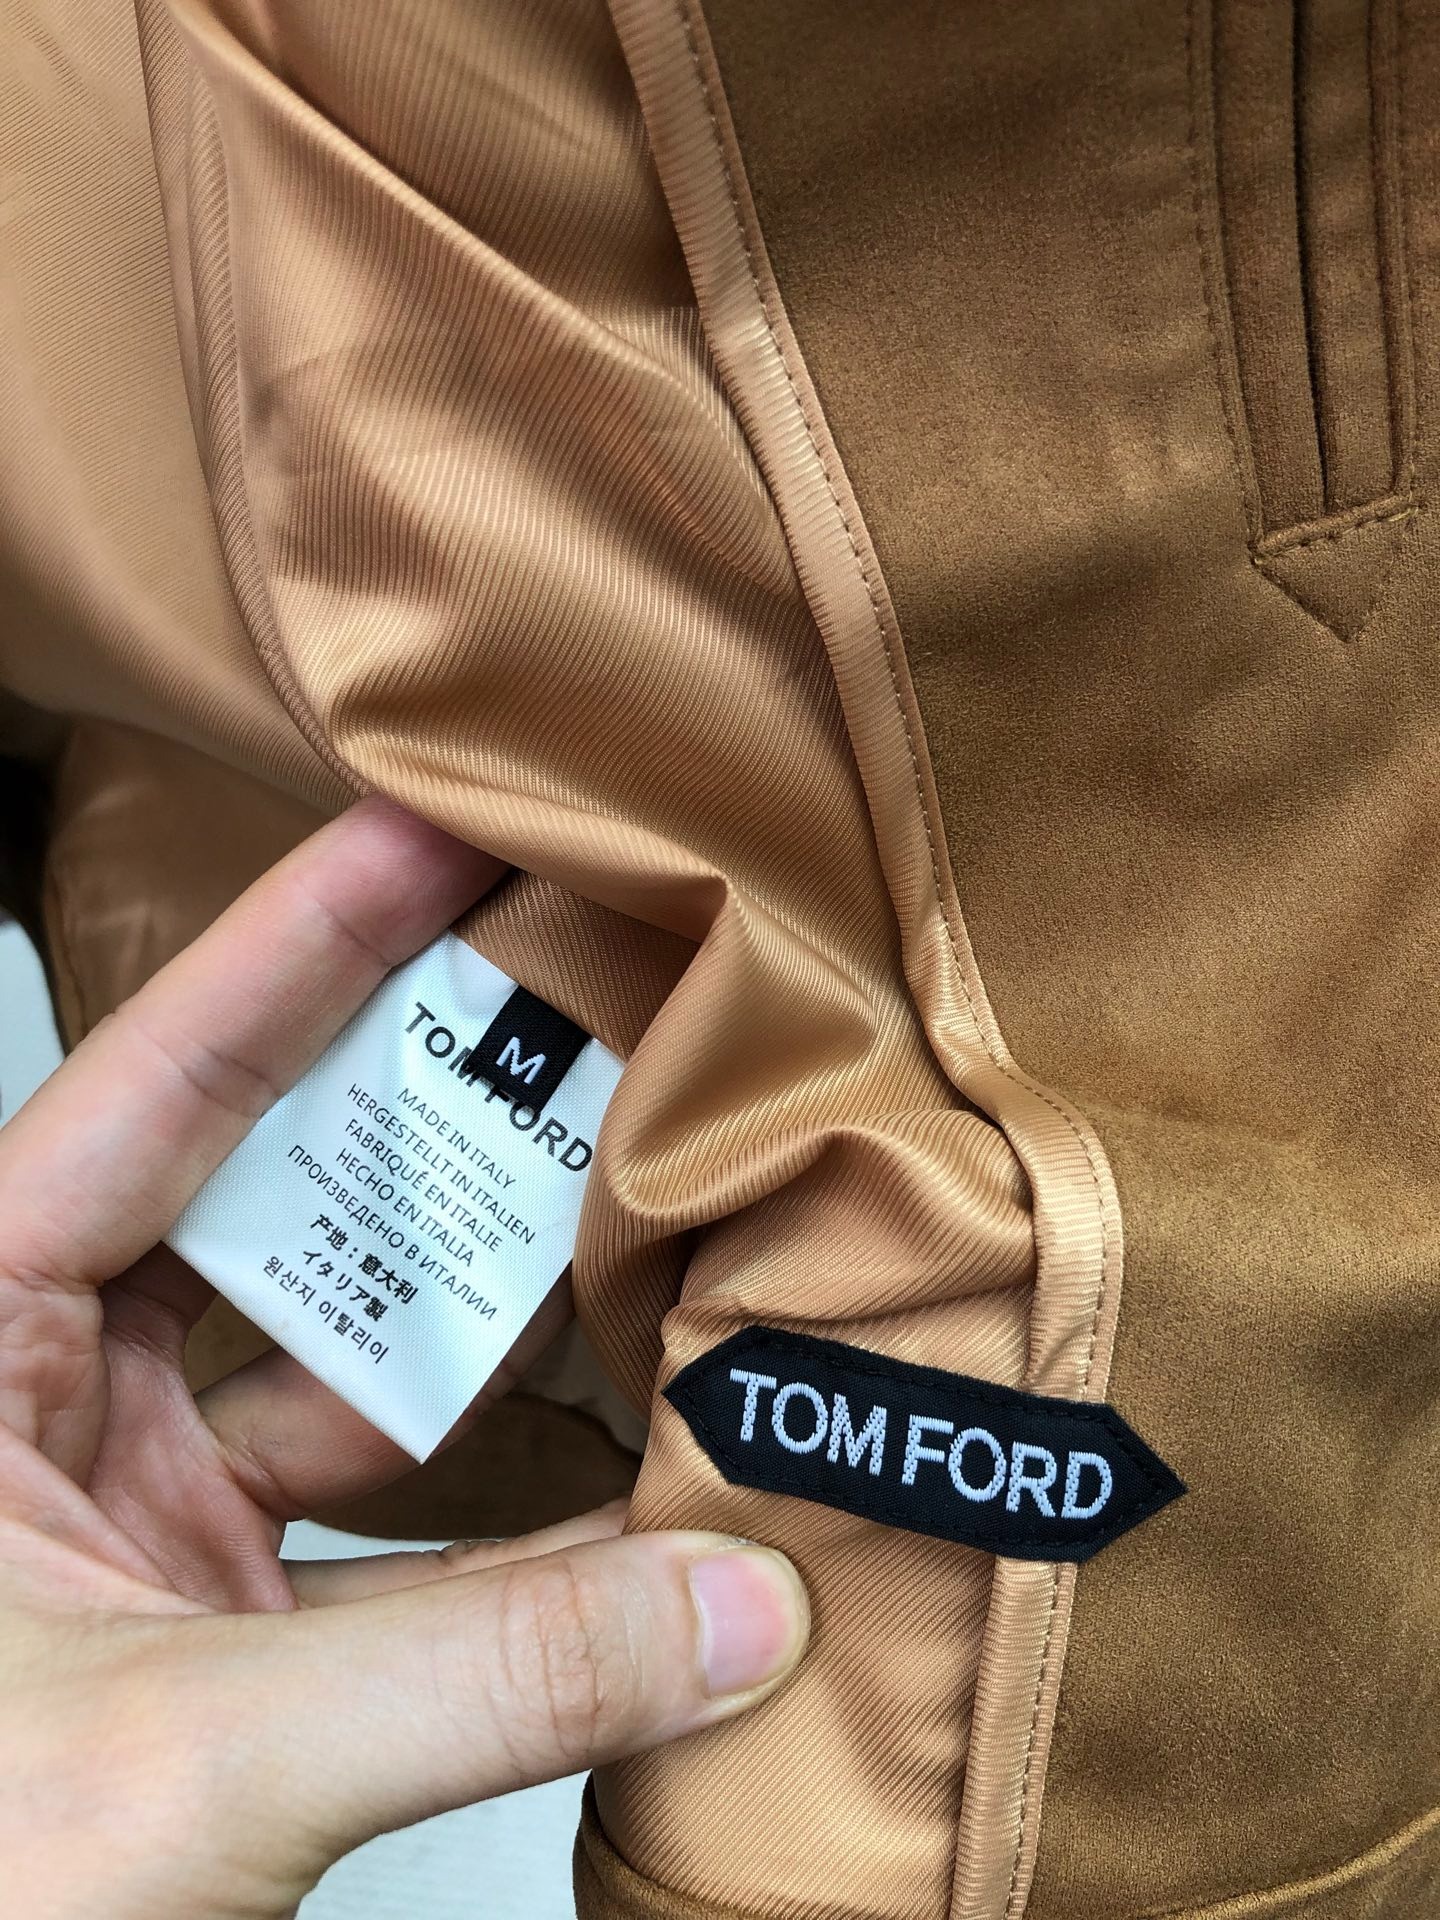 M
TOM FORD
MADE IN ITALY
HERGESTELLT IN ITALIEN
FABRIQUÉ EN ITALIE
HECHO EN ITALIA
ПРОИЗВЕДЕНО В ИТАЛИИ
产地：意大利
イタリア製
원산지 이탈리아
TOM FORD